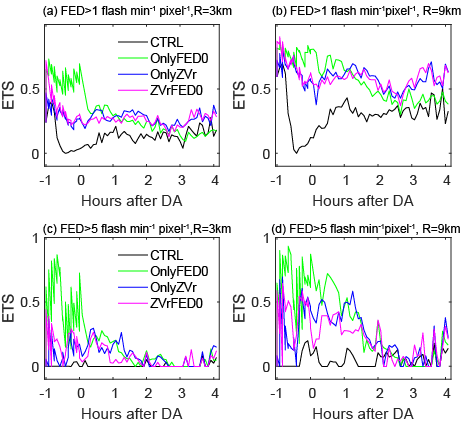 (a) FED>1 flash min⁻¹ pixel⁻¹,R=3km
ETS
0.5
0
CTRL
OnlyFED0
OnlyZVr
ZVrFED0
-1 0 1 2 3 4
Hours after DA
(b) FED>1 flash min⁻¹pixel⁻¹, R=9km
ETS
0.5
0
-1 0 1 2 3 4
Hours after DA
(c) FED>5 flash min⁻¹ pixel⁻¹,R=3km
ETS
1
0.5
0
CTRL
OnlyFED0
OnlyZVr
ZVrFED0
-1 0 1 2 3 4
Hours after DA
(d) FED>5 flash min⁻¹pixel⁻¹, R=9km
ETS
1
0.5
0
-1 0 1 2 3 4
Hours after DA